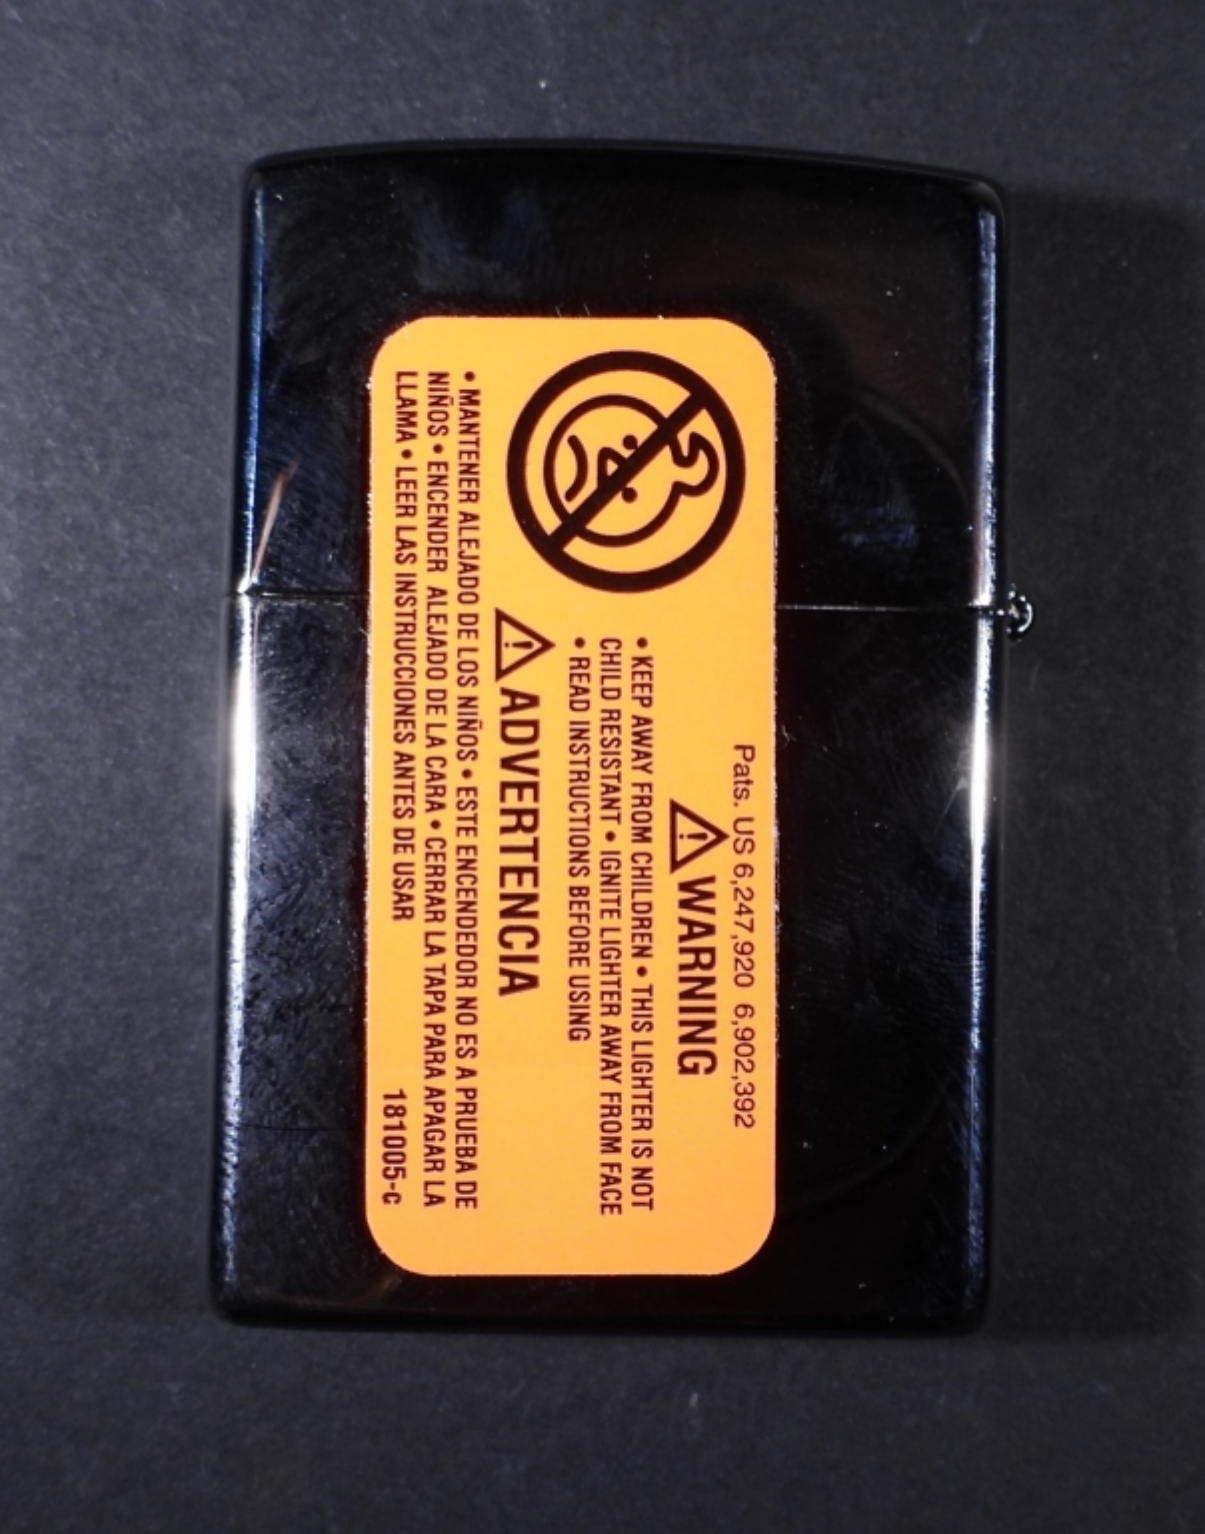 Pats. US 6,247,920 6,902,392
WARNING
• KEEP AWAY FROM CHILDREN • THIS LIGHTER IS NOT
CHILD RESISTANT • IGNITE LIGHTER AWAY FROM FACE
• READ INSTRUCTIONS BEFORE USING
ADVERTENCIA
• MANTENER ALEJADO DE LOS NIÑOS • ESTE ENCENDEDOR NO ES A PRUEBA DE
NIÑOS • ENCENDER ALEJADO DE LA CARA • CERRAR LA TAPA PARA APAGAR LA
LLAMA • LEER LAS INSTRUCCIONES ANTES DE USAR
181005-c